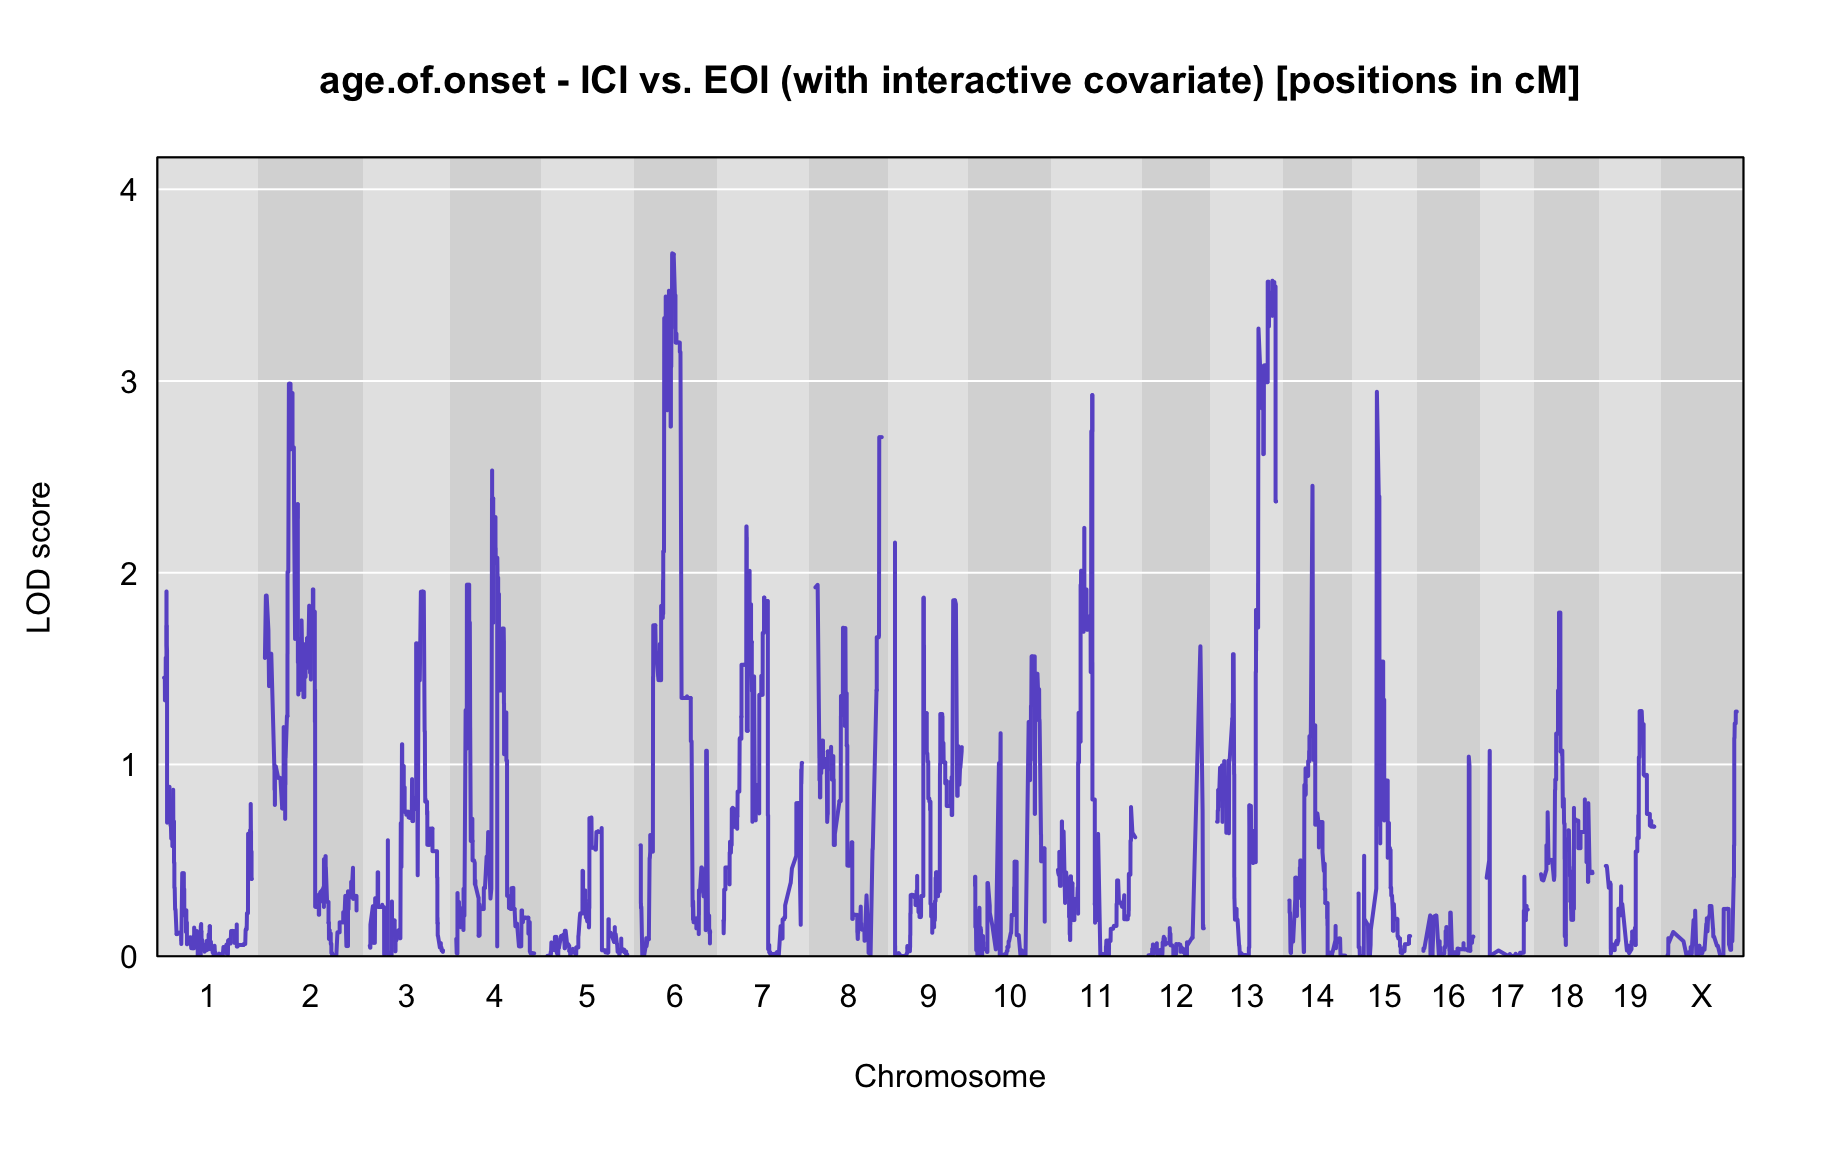 age.of.onset - ICI vs. EOI (with interactive covariate) [positions in cM]
4
3
2
1
0
LOD score
1 2 3 4 5 6 7 8 9 10 11 12 13 14 15 16 17 18 19 X
Chromosome